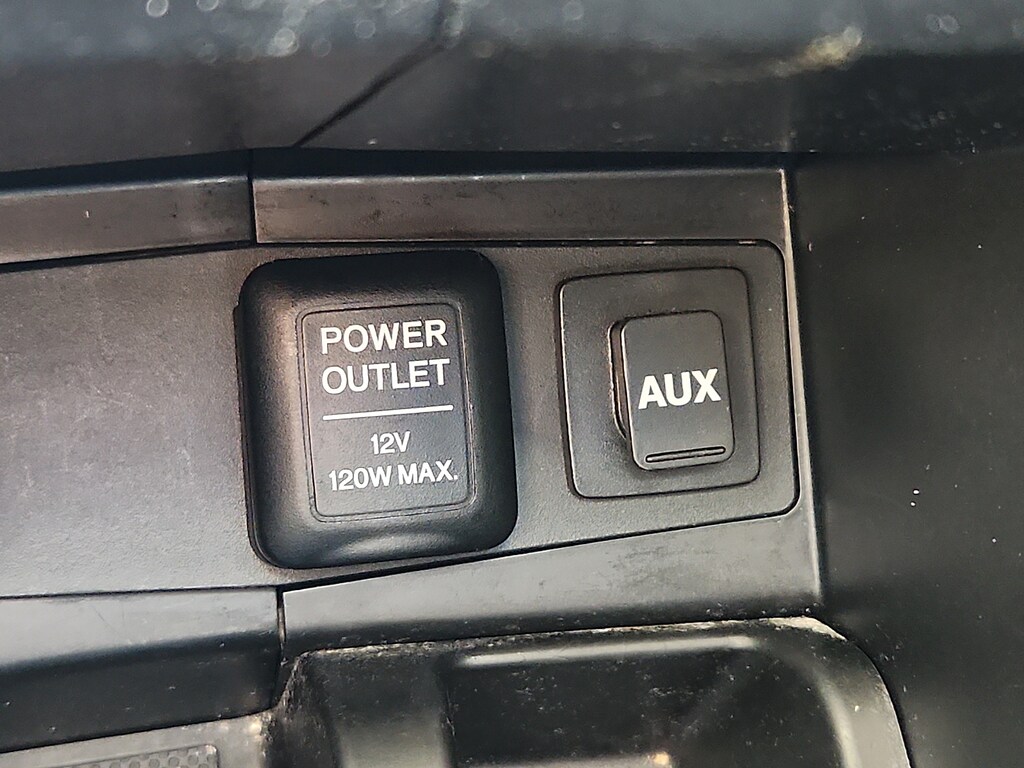 POWER
OUTLET
12V
120W MAX.
AUX